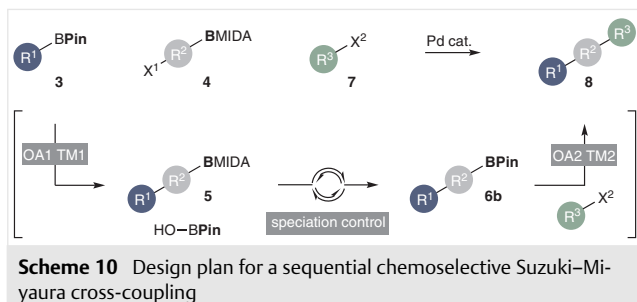 BPin
R¹
3
BMIDA
R²
X¹
4
X²
R³
7
Pd cat.
R³
R²
R¹
8
OA1 TM1
BMIDA
R²
R¹
5
HO–BPin
speciation control
BPin
R²
R¹
6b
OA2 TM2
X²
R³
Scheme 10 Design plan for a sequential chemoselective Suzuki–Mi-
yaura cross-coupling